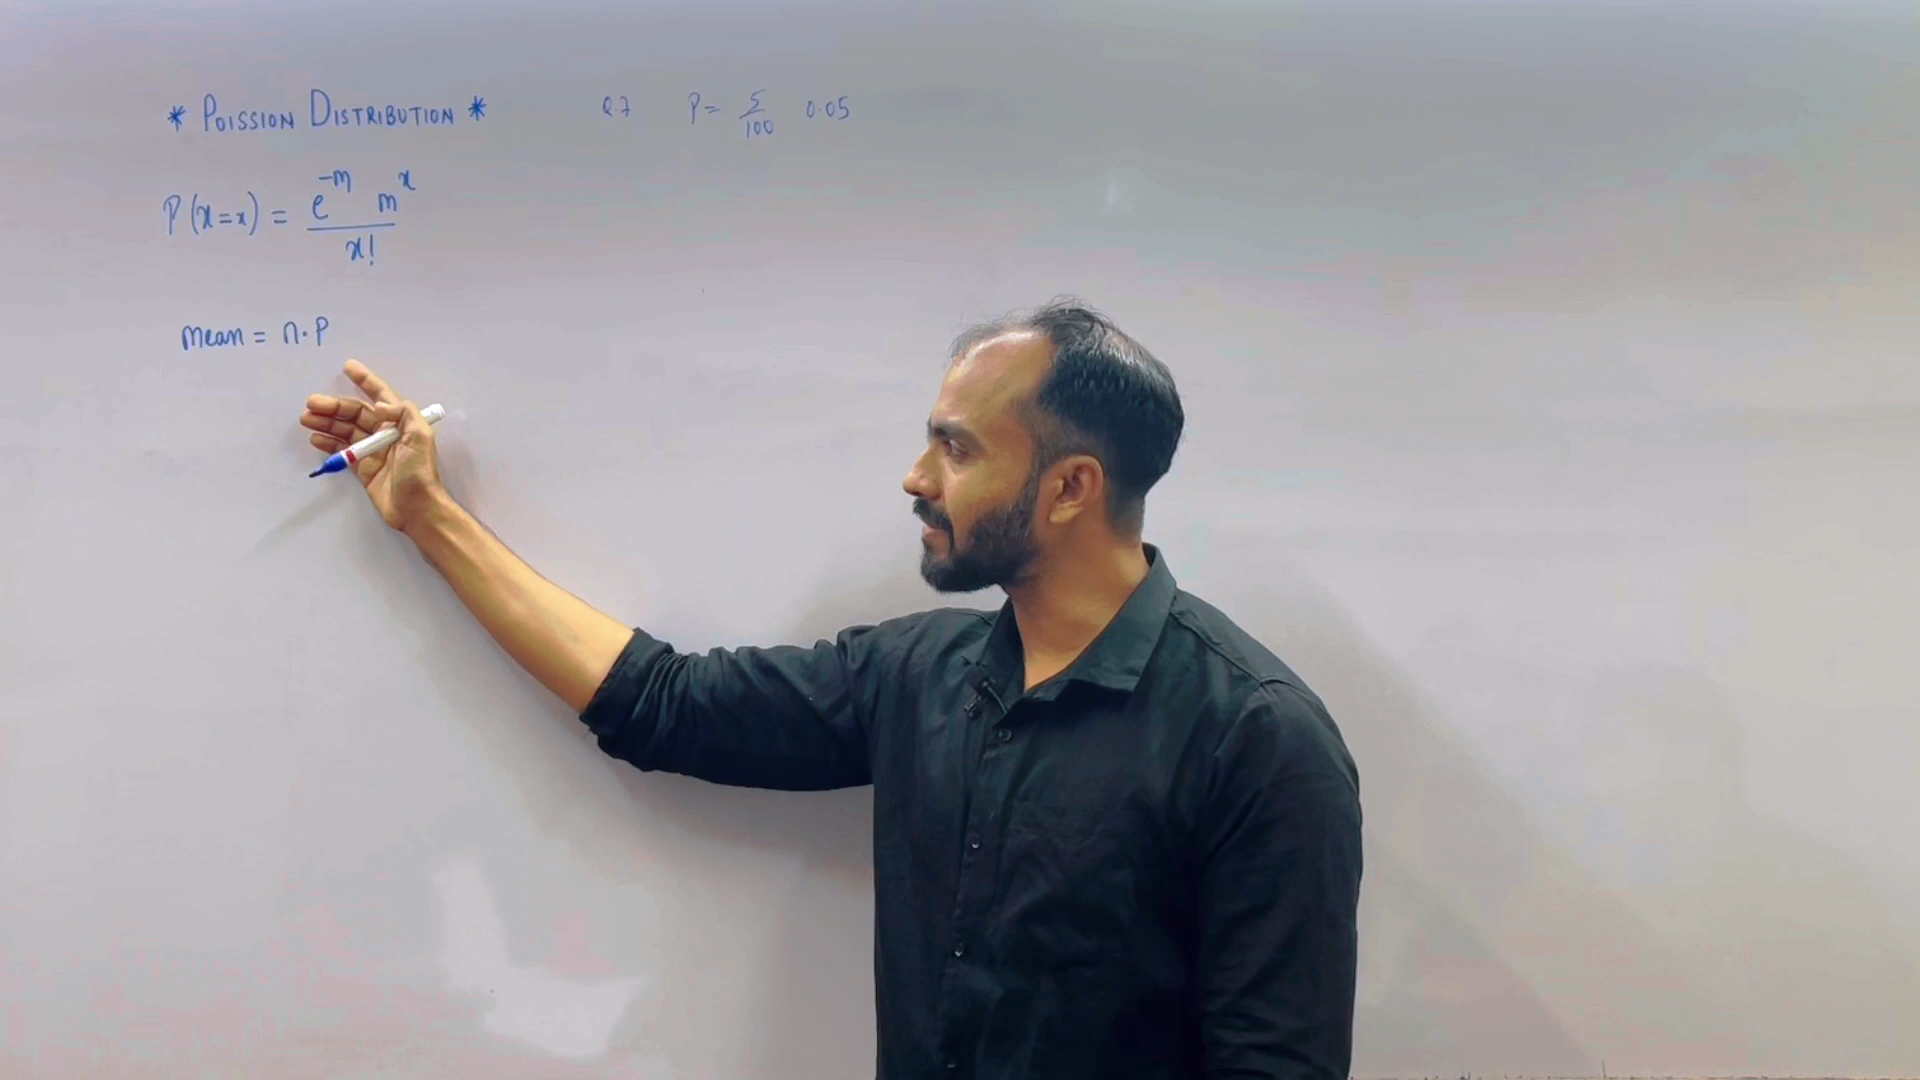 * POISSION DISTRIBUTION *
P(x=x) = e^-m m^x / x!
Mean = n·P
Q.7 P= 5/100 0.05